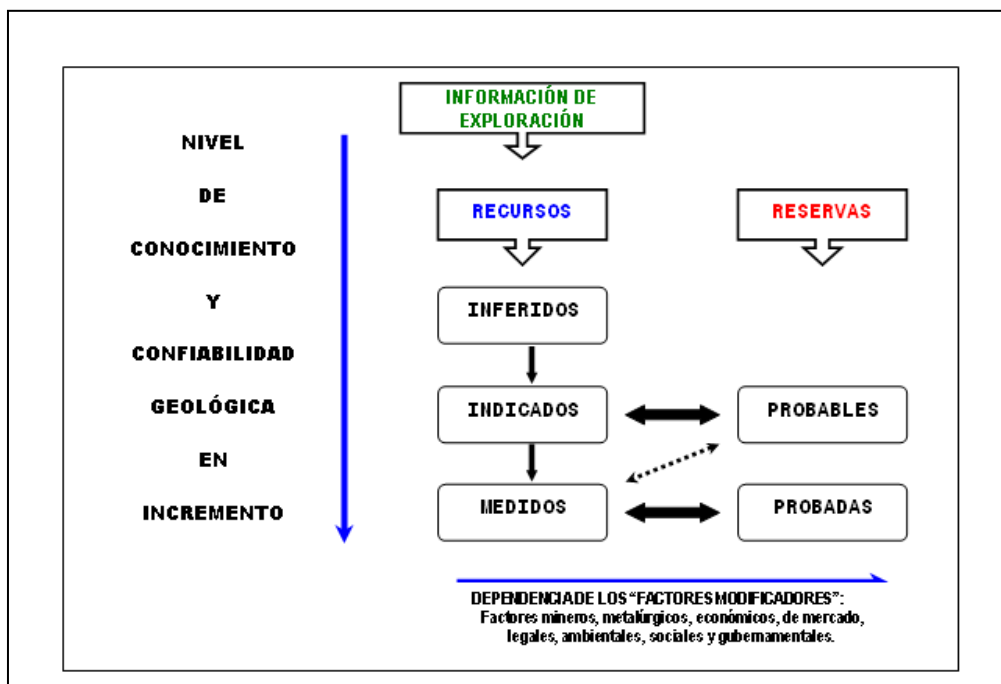 INFORMACIÓN DE
EXPLORACIÓN
NIVEL
DE
CONOCIMIENTO
Y
CONFIABILIDAD
GEOLÓGICA
EN
INCREMENTO
RECURSOS
RESERVAS
INFERIDOS
INDICADOS
PROBABLES
MEDIDOS
PROBADAS
DEPENDENCIA DE LOS “FACTORES MODIFICADORES”:
Factores mineros, metalúrgicos, económicos, de mercado,
legales, ambientales, sociales y gubernamentales.